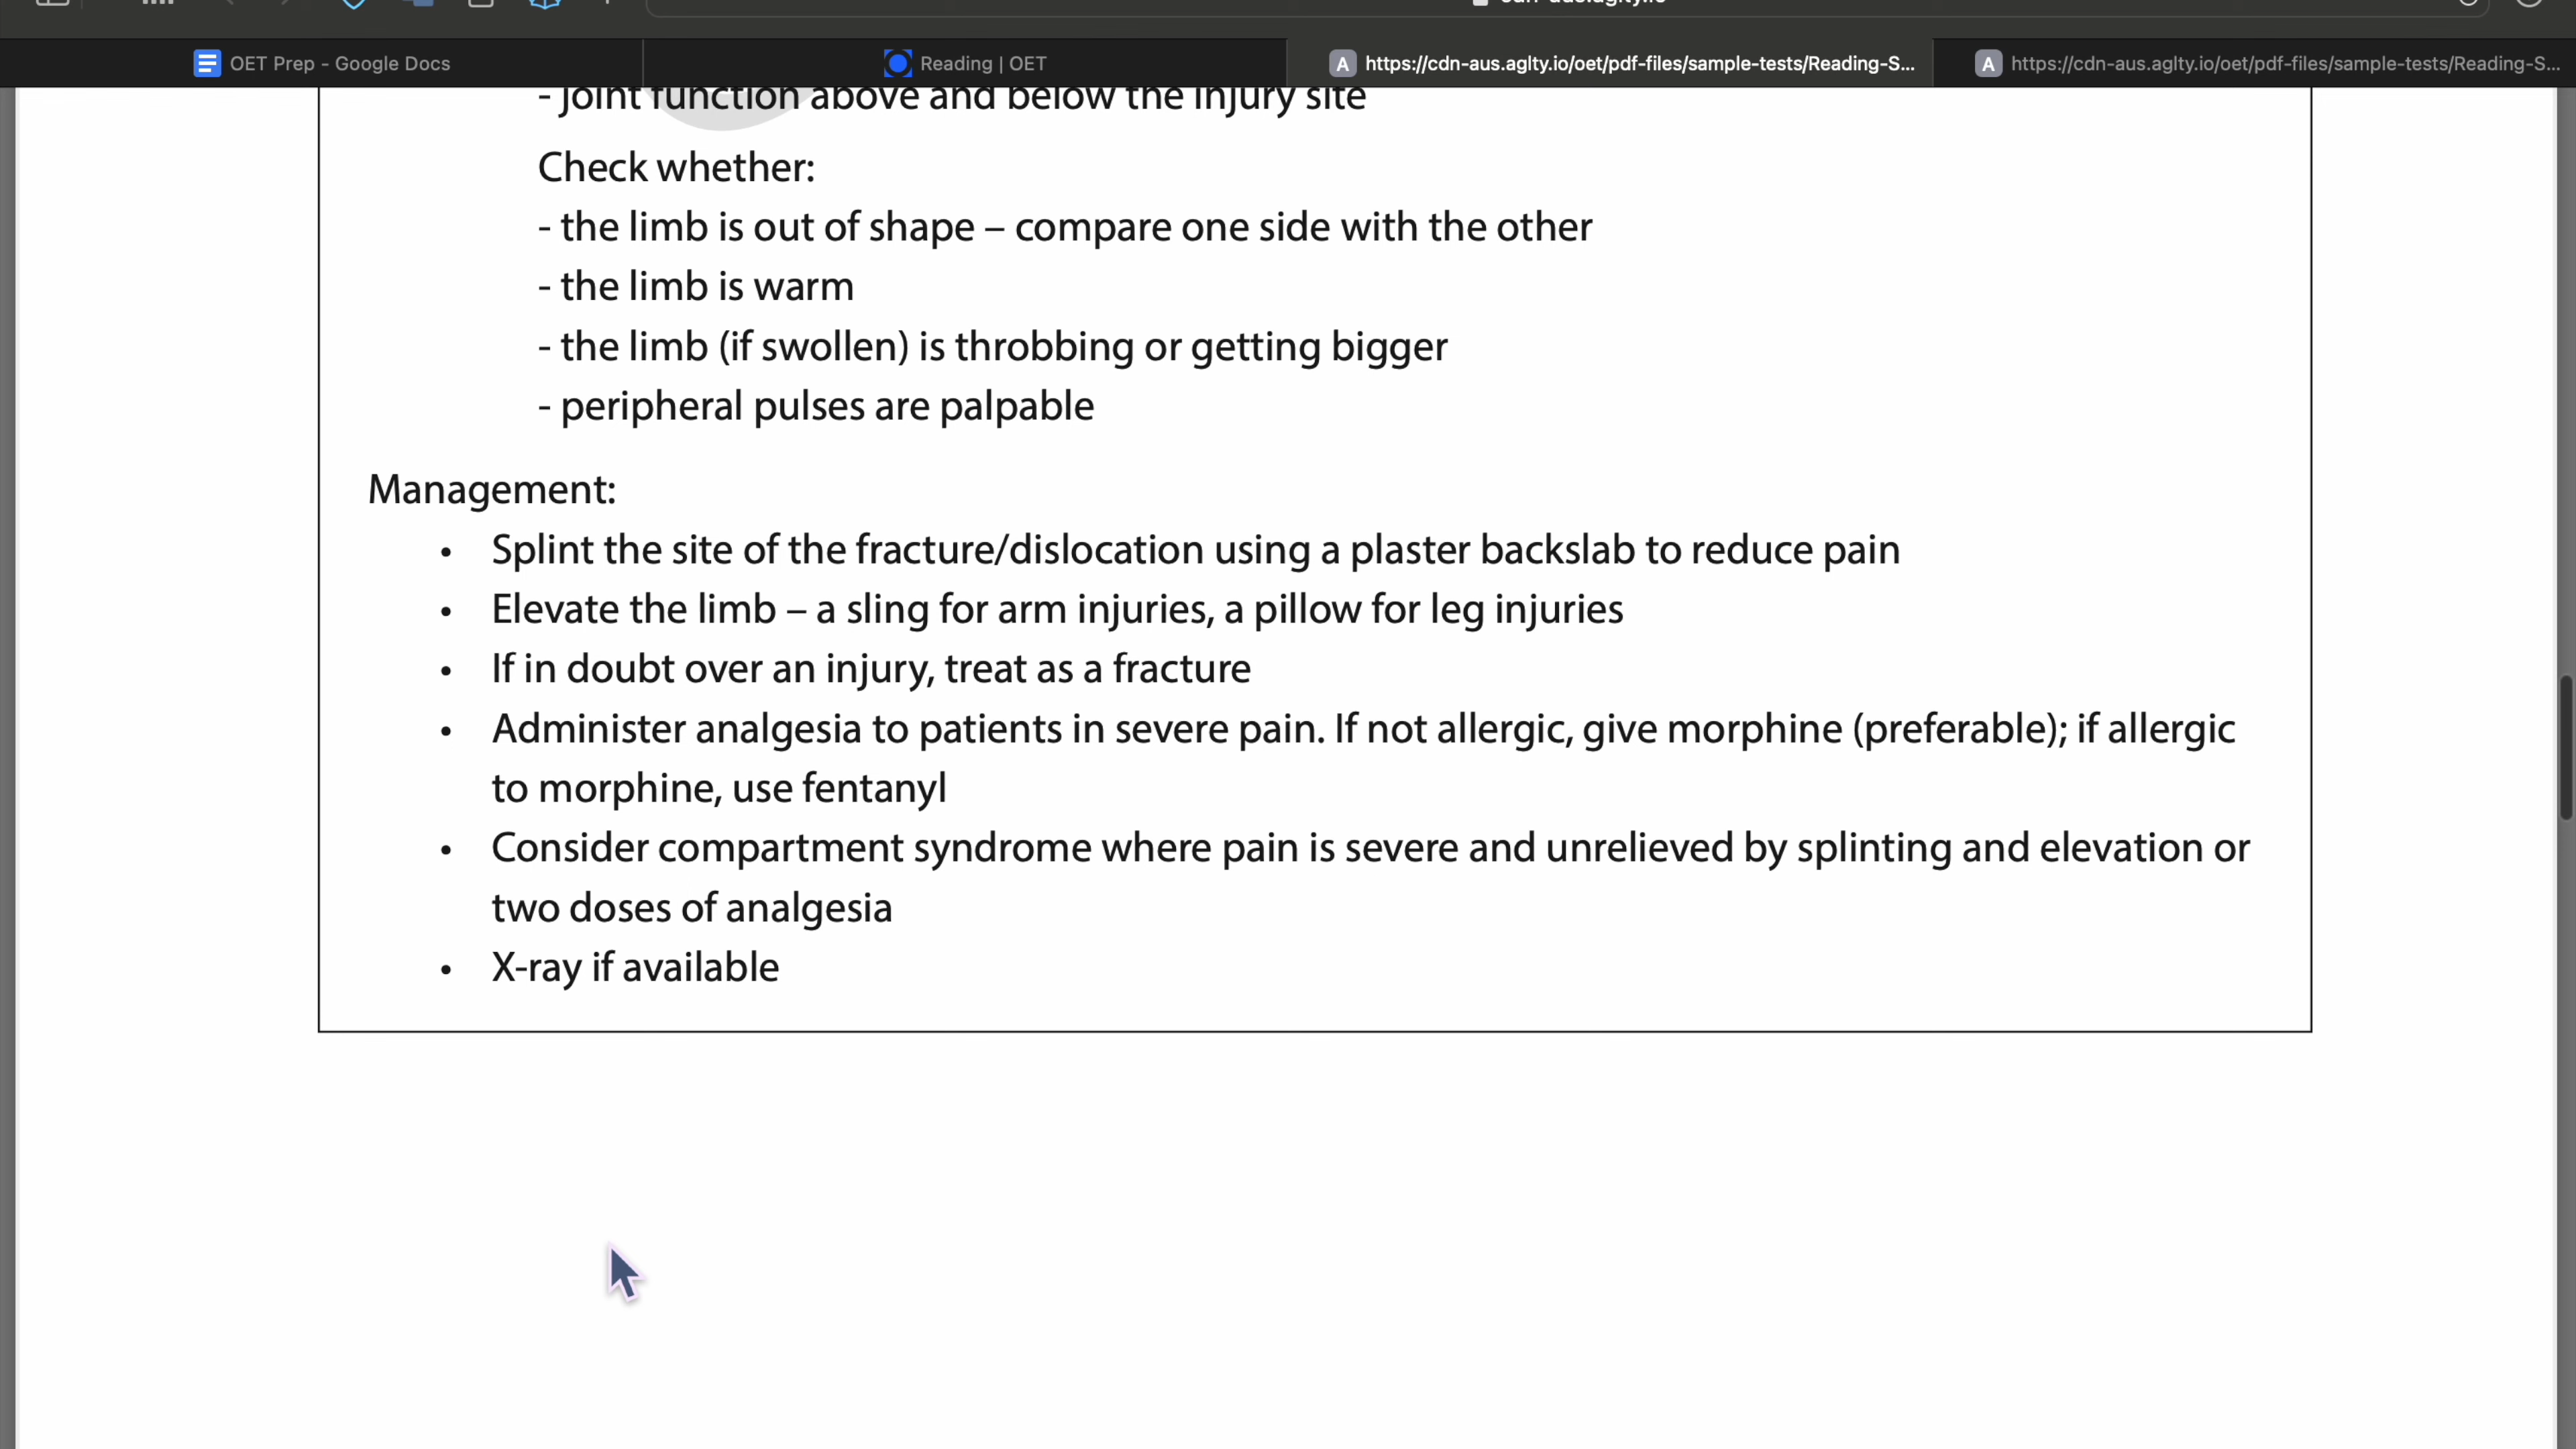 OET Prep - Google Docs
Reading | OET
https://cdn-aus.aglty.io/oet/pdf-files/sample-tests/Reading-S...
https://cdn-aus.aglty.io/oet/pdf-files/sample-tests/Reading-S...
- joint function above and below the injury site
Check whether:
- the limb is out of shape – compare one side with the other
- the limb is warm
- the limb (if swollen) is throbbing or getting bigger
- peripheral pulses are palpable
Management:
• Splint the site of the fracture/dislocation using a plaster backslab to reduce pain
• Elevate the limb – a sling for arm injuries, a pillow for leg injuries
• If in doubt over an injury, treat as a fracture
• Administer analgesia to patients in severe pain. If not allergic, give morphine (preferable); if allergic
to morphine, use fentanyl
• Consider compartment syndrome where pain is severe and unrelieved by splinting and elevation or
two doses of analgesia
• X-ray if available